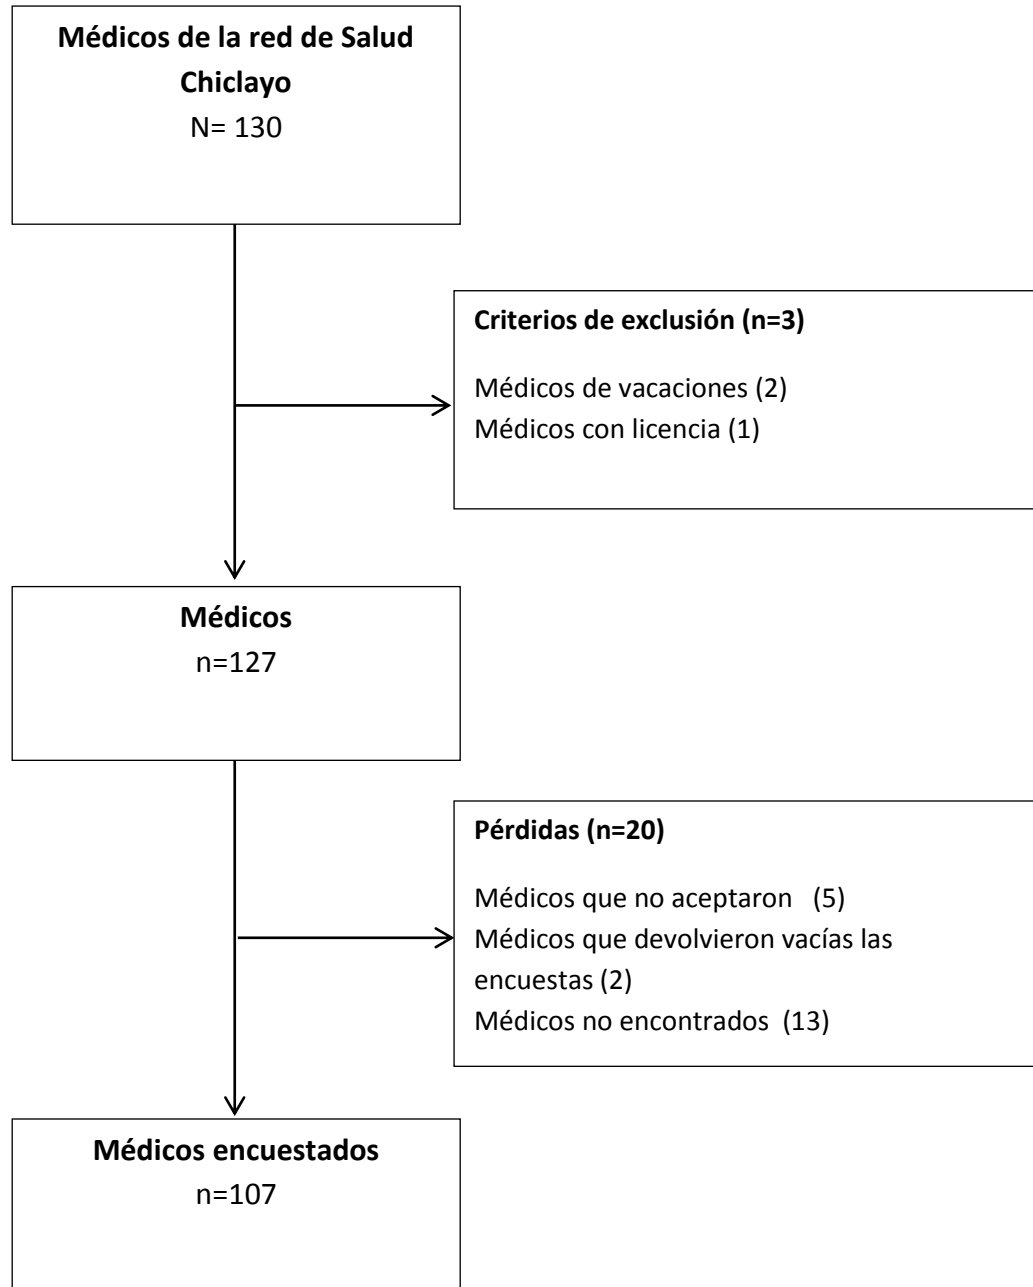 Médicos de la red de Salud
Chiclayo
N= 130
Criterios de exclusión (n=3)
Médicos de vacaciones (2)
Médicos con licencia (1)
Médicos
n=127
Pérdidas (n=20)
Médicos que no aceptaron (5)
Médicos que devolvieron vacías las
encuestas (2)
Médicos no encontrados (13)
Médicos encuestados
n=107